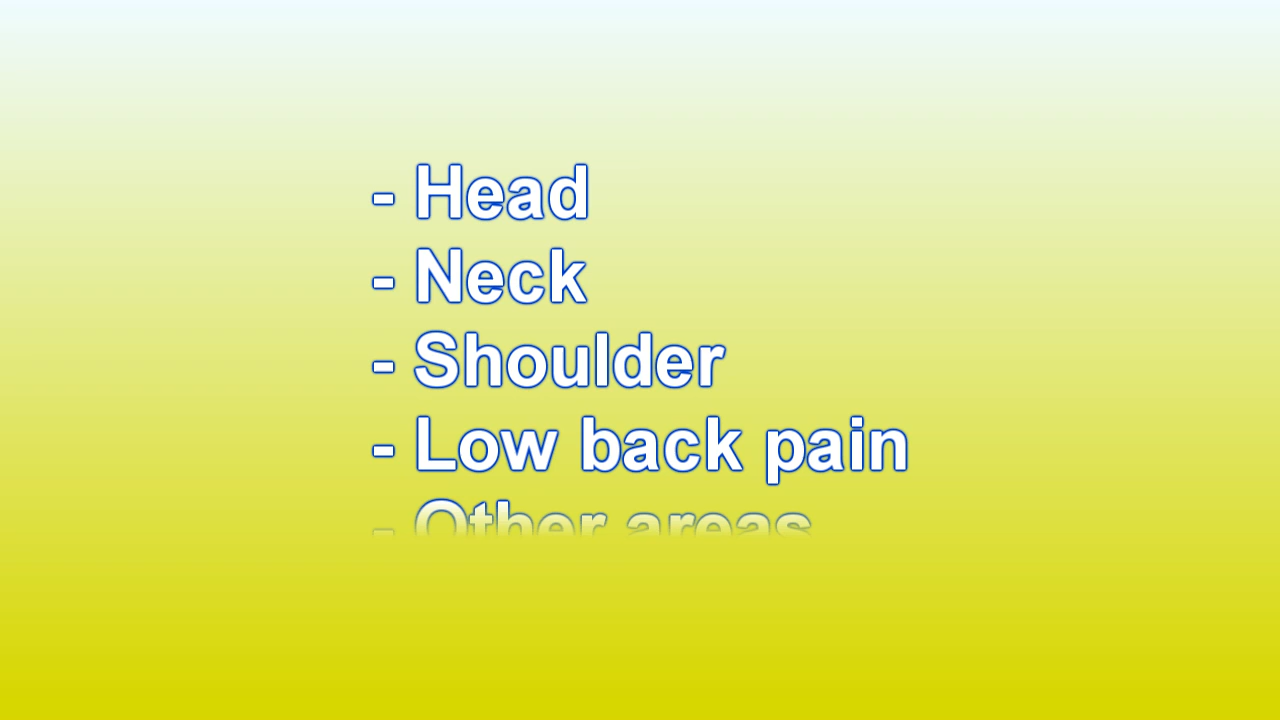 - Head
- Neck
- Shoulder
- Low back pain
- Other areas